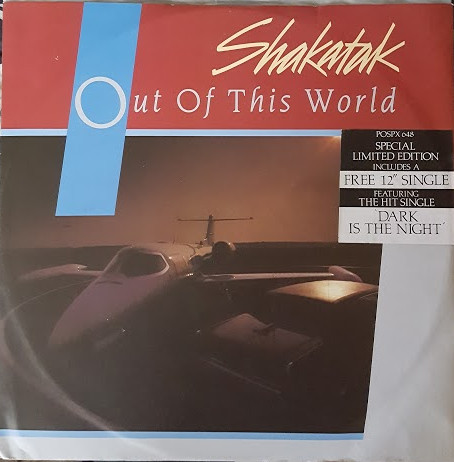 Shakatak
Out Of This World
POSPX 648
SPECIAL
LIMITED EDITION
INCLUDES A
FREE 12" SINGLE
FEATURING
THE HIT SINGLE
'DARK
IS THE NIGHT'